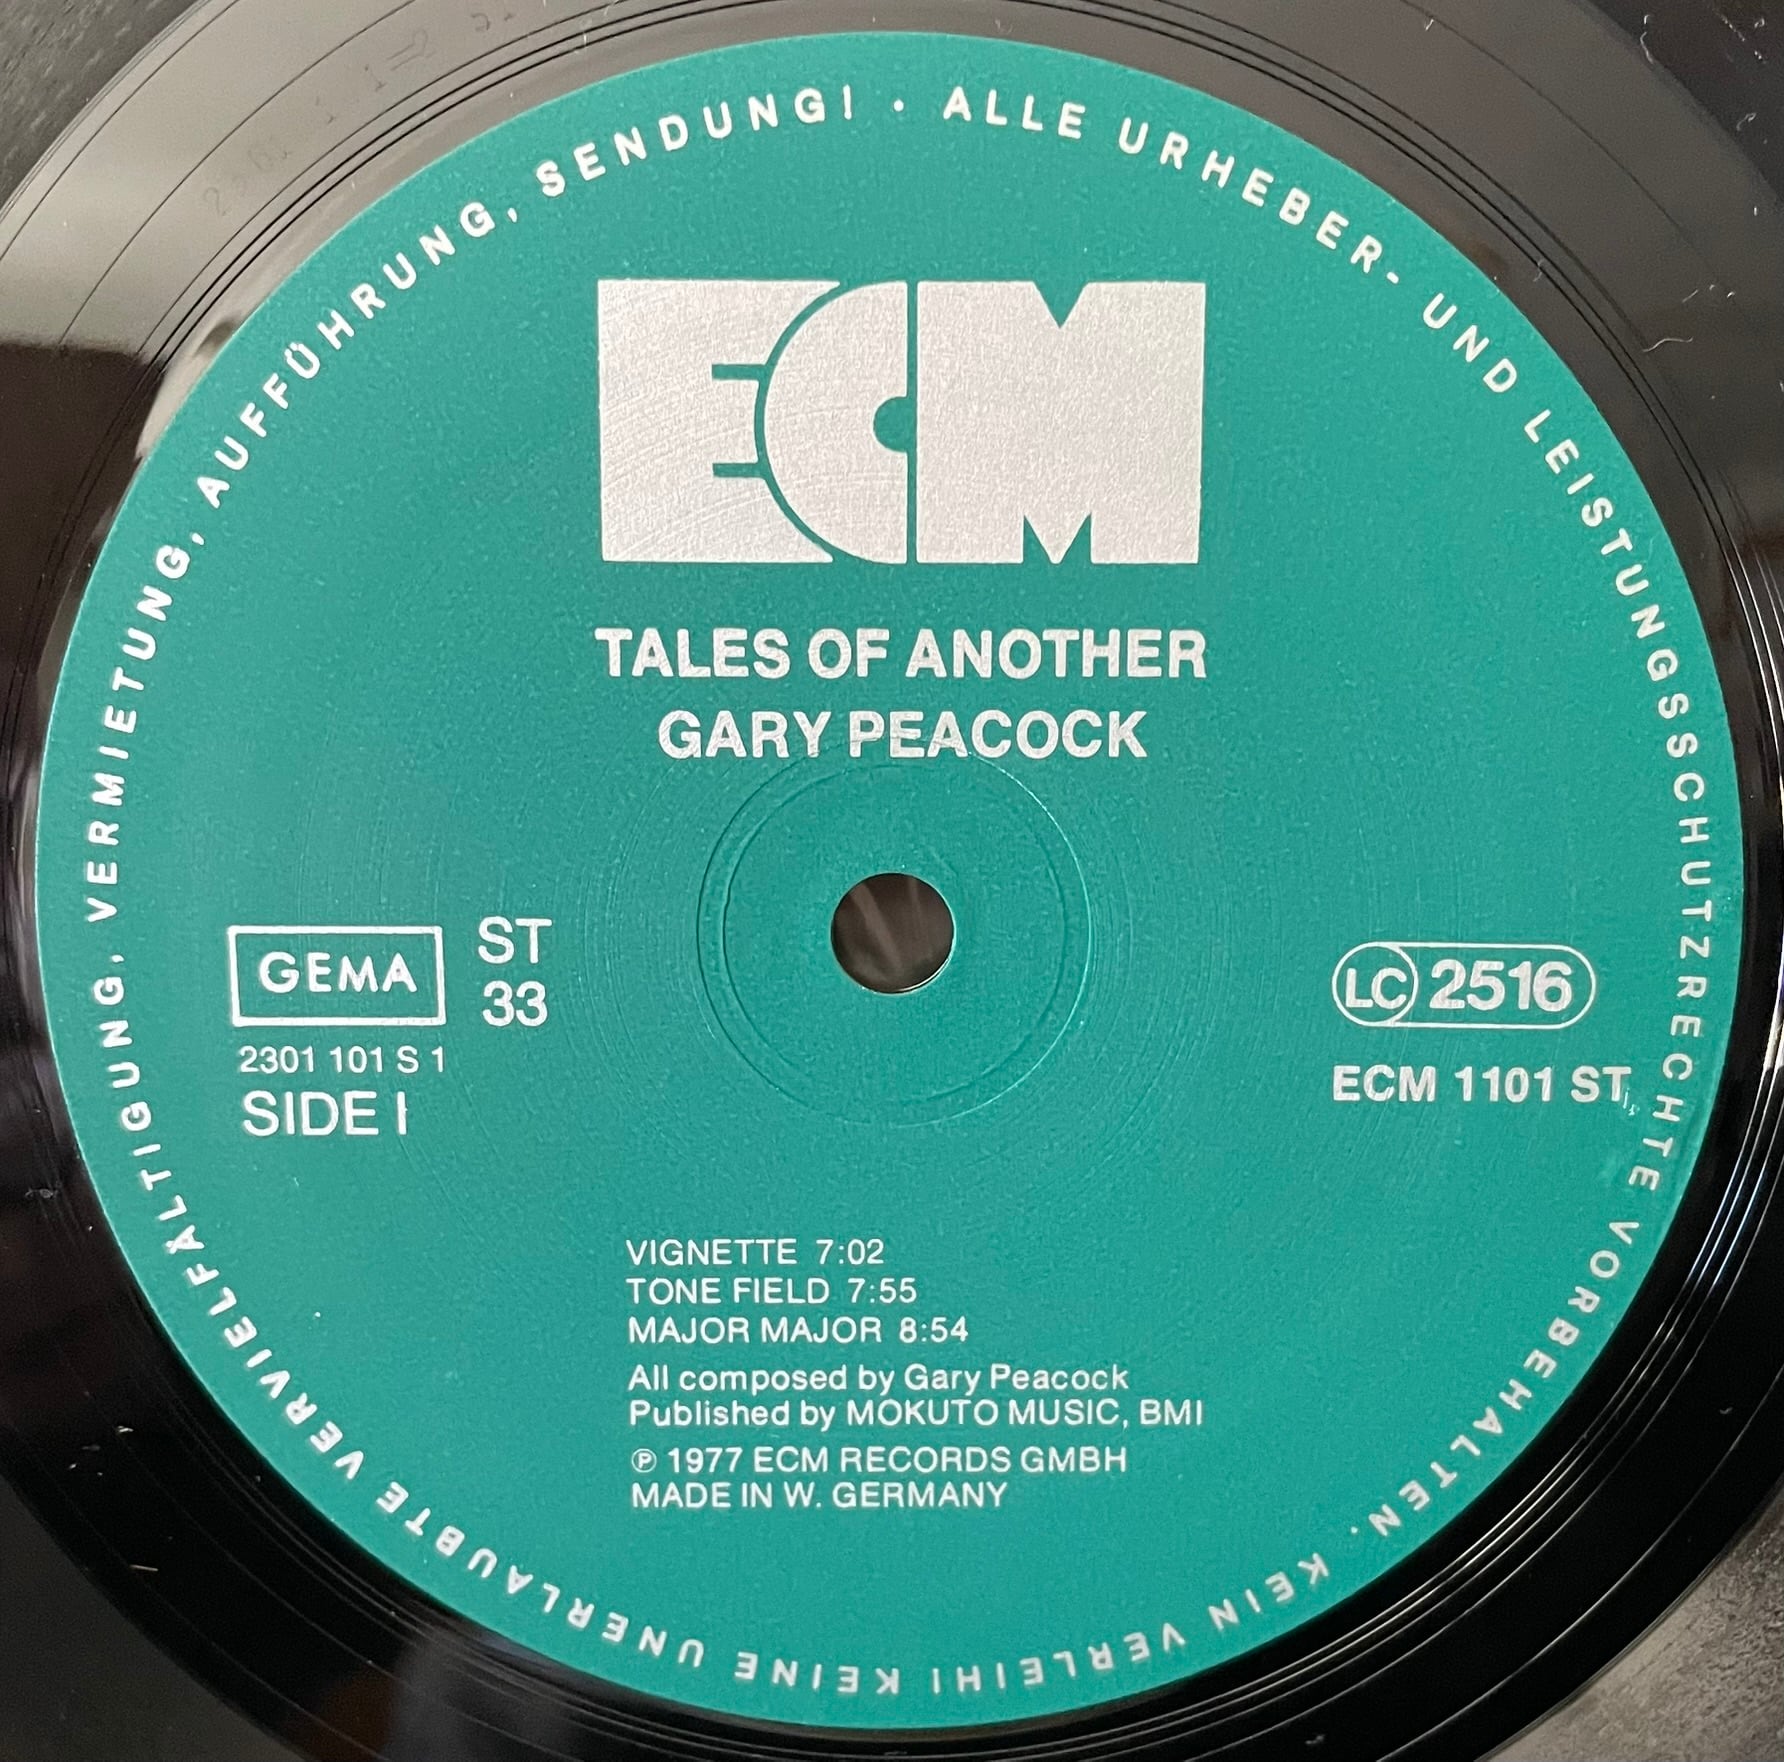 ALLE URHEBER- UND LEISTUNGSSCHUTZRECHTE VORBEHALTEN. KEIN VERLEIH! KEINE UNERLAUBTE VERVIELFÄLTIGUNG, VERMIETUNG, AUFFÜHRUNG, SENDUNG! ·
ECM
TALES OF ANOTHER
GARY PEACOCK
GEMA
ST
33
2301 101 S 1
SIDE I
LC 2516
ECM 1101 ST
VIGNETTE 7:02
TONE FIELD 7:55
MAJOR MAJOR 8:54
All composed by Gary Peacock
Published by MOKUTO MUSIC, BMI
℗ 1977 ECM RECORDS GMBH
MADE IN W. GERMANY